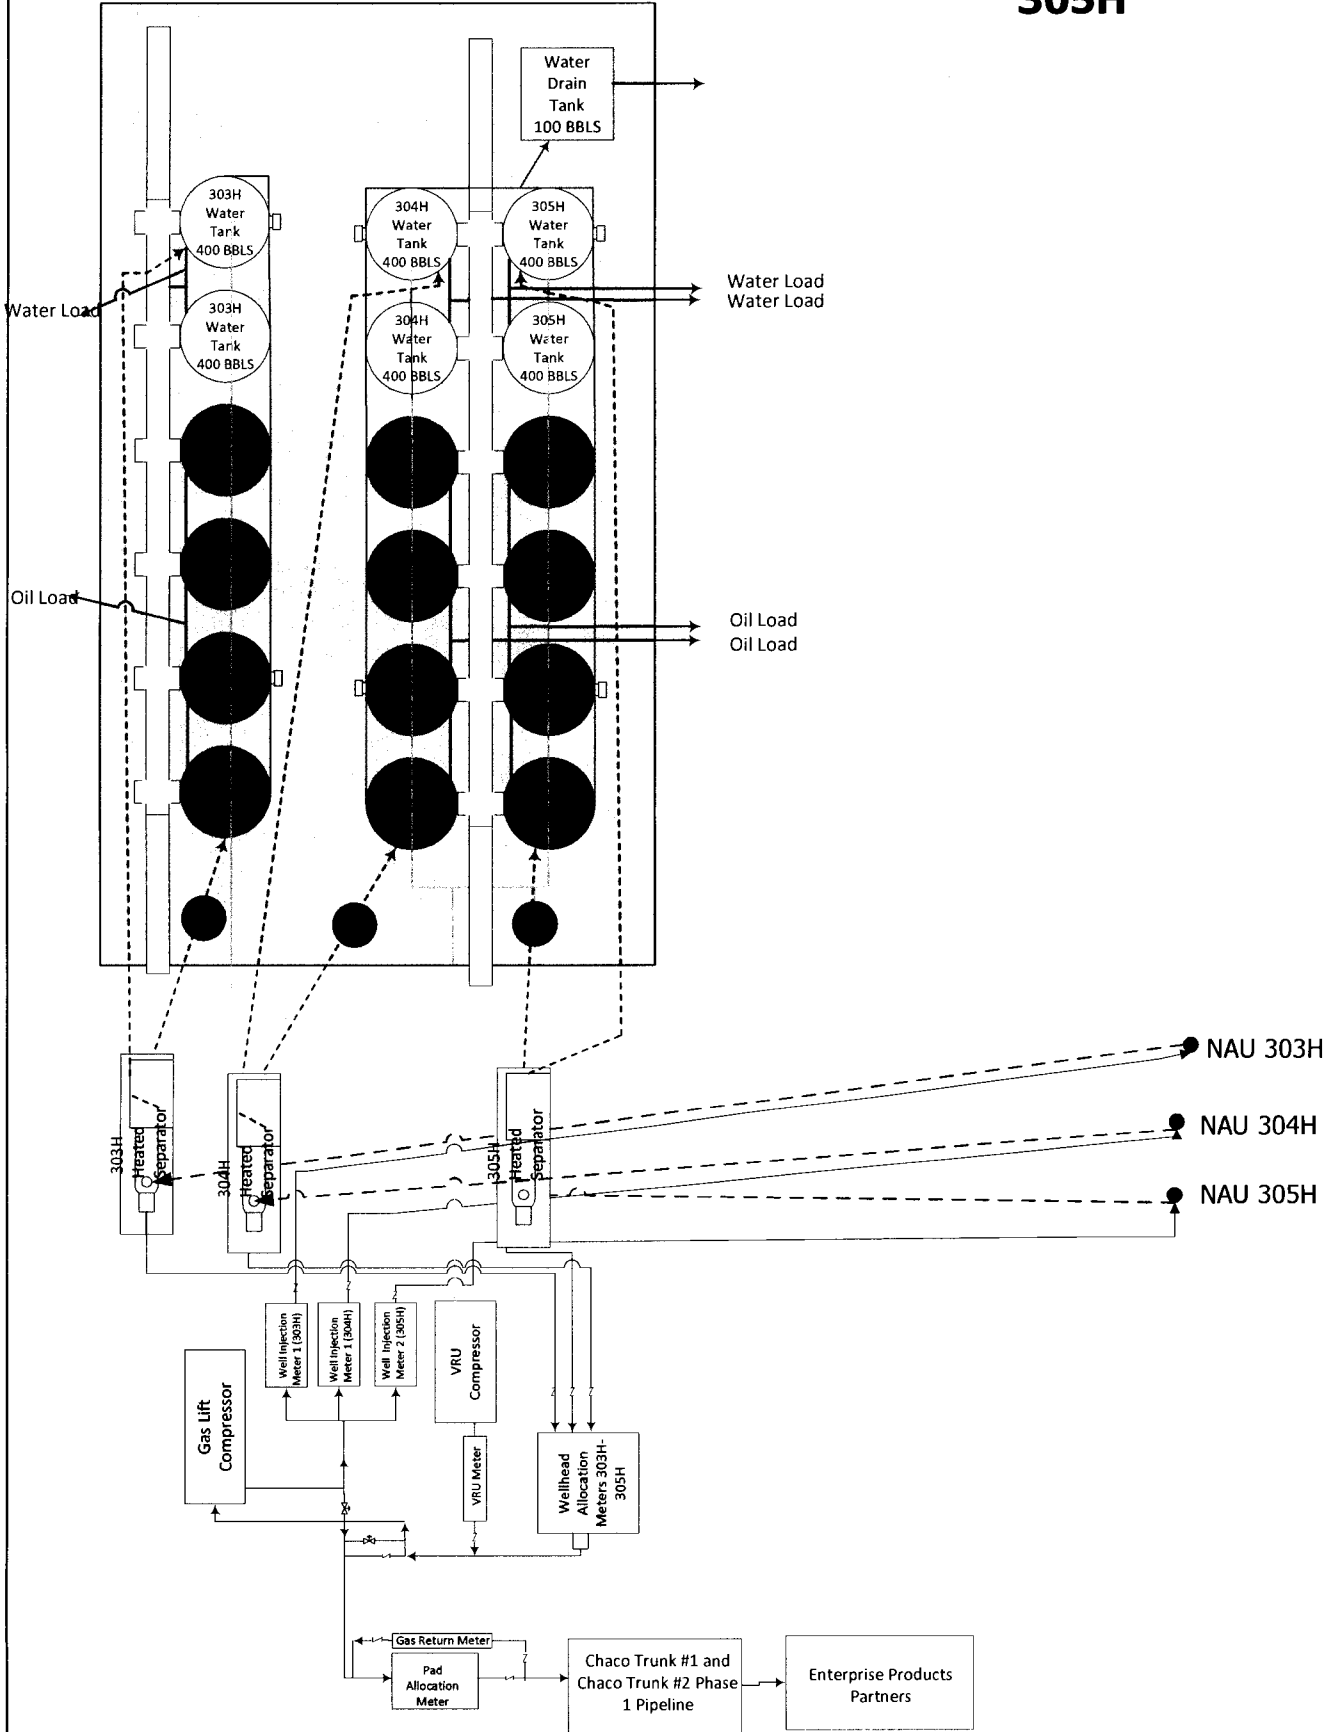 305H
Water
Drain
Tank
100 BBLS
303H
Water
Tank
400 BBLS
304H
Water
Tank
400 BBLS
305H
Water
Tank
400 BBLS
Water Load
Water Load
Water Load
303H
Water
Tank
400 BBLS
304H
Water
Tank
400 BBLS
305H
Water
Tank
400 BBLS
Oil Load
Oil Load
Oil Load
NAU 303H
NAU 304H
NAU 305H
303H
Heated
Separator
304H
Heated
Separator
305H
Heated
Separator
Well Injection
Meter 1 (303H)
Well Injection
Meter 1 (304H)
Well Injection
Meter 2 (305H)
VRU
Compressor
Gas Lift
Compressor
VRU Meter
Wellhead
Allocation
Meters 303H-
305H
Gas Return Meter
Pad
Allocation
Meter
Chaco Trunk #1 and
Chaco Trunk #2 Phase
1 Pipeline
Enterprise Products
Partners